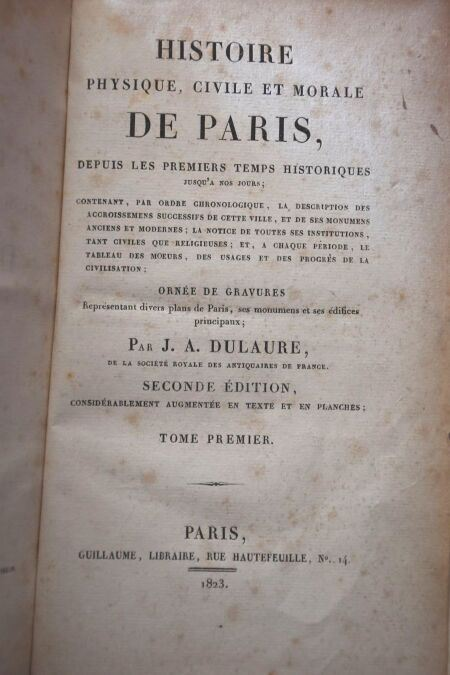 HISTOIRE
PHYSIQUE, CIVILE ET MORALE
DE PARIS,
DEPUIS LES PREMIERS TEMPS HISTORIQUES
JUSQU'A NOS JOURS;
CONTENANT, PAR ORDRE CHRONOLOGIQUE, LA DESCRIPTION DES
ACCROISSEMENS SUCCESSIFS DE CETTE VILLE, ET DE SES MONUMENS
ANCIENS ET MODERNES; LA NOTICE DE TOUTES SES INSTITUTIONS,
TANT CIVILES QUE RELIGIEUSES; ET, A CHAQUE PÉRIODE, LE
TABLEAU DES MŒURS, DES USAGES ET DES PROGRÈS DE LA
CIVILISATION;
ORNÉE DE GRAVURES
Représentant divers plans de Paris, ses monumens et ses édifices
principaux;
PAR J. A. DULAURE,
DE LA SOCIÉTÉ ROYALE DES ANTIQUAIRES DE FRANCE.
SECONDE ÉDITION,
CONSIDÉRABLEMENT AUGMENTÉE EN TEXTE ET EN PLANCHES;
TOME PREMIER.
PARIS,
GUILLAUME, LIBRAIRE, RUE HAUTEFEUILLE, No. 14.
1823.